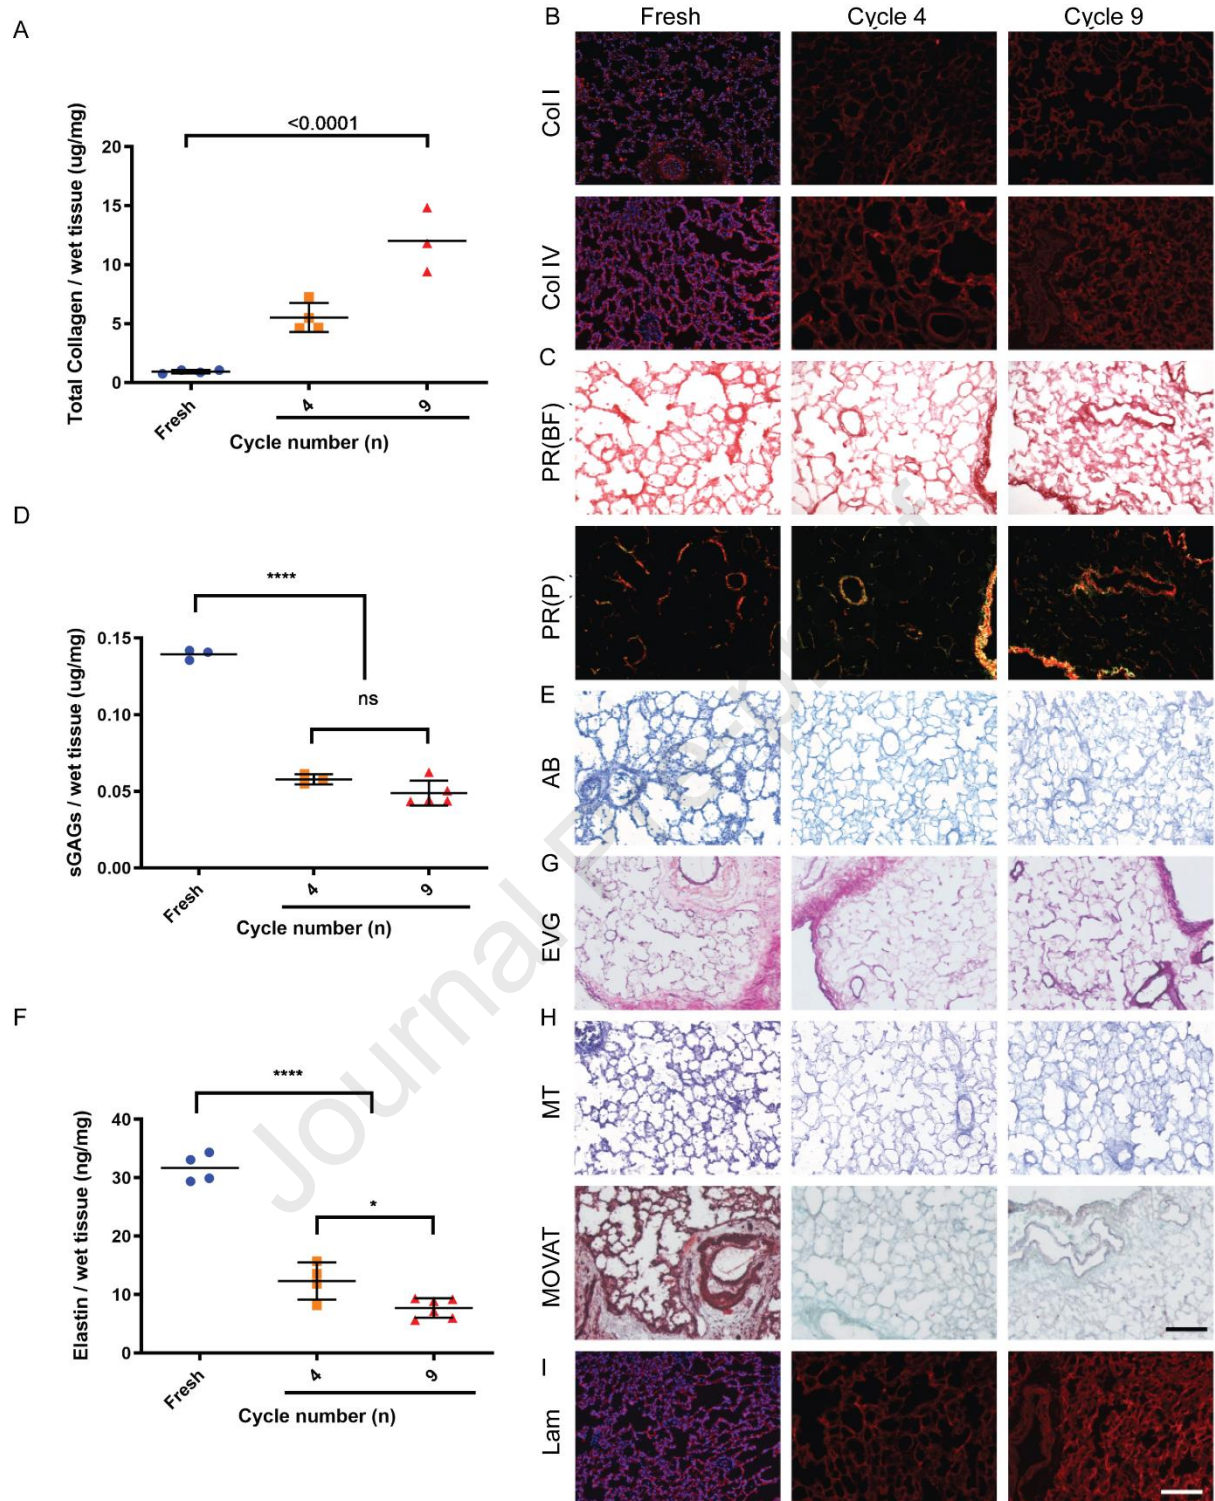 A
<0.0001
Total Collagen / wet tissue (ug/mg)
20
15
10
5
0
Fresh
4
9
Cycle number (n)
B
Fresh
Cycle 4
Cycle 9
Col I
Col IV
C
PR(BF)
PR(P)
D
****
ns
sGAGs / wet tissue (ug/mg)
0.15
0.10
0.05
0.00
Fresh
4
9
Cycle number (n)
E
AB
G
EVG
F
****
*
Elastin / wet tissue (ng/mg)
40
30
20
10
0
Fresh
4
9
Cycle number (n)
H
MT
MOVAT
I
Lam
Journal Pre-proof